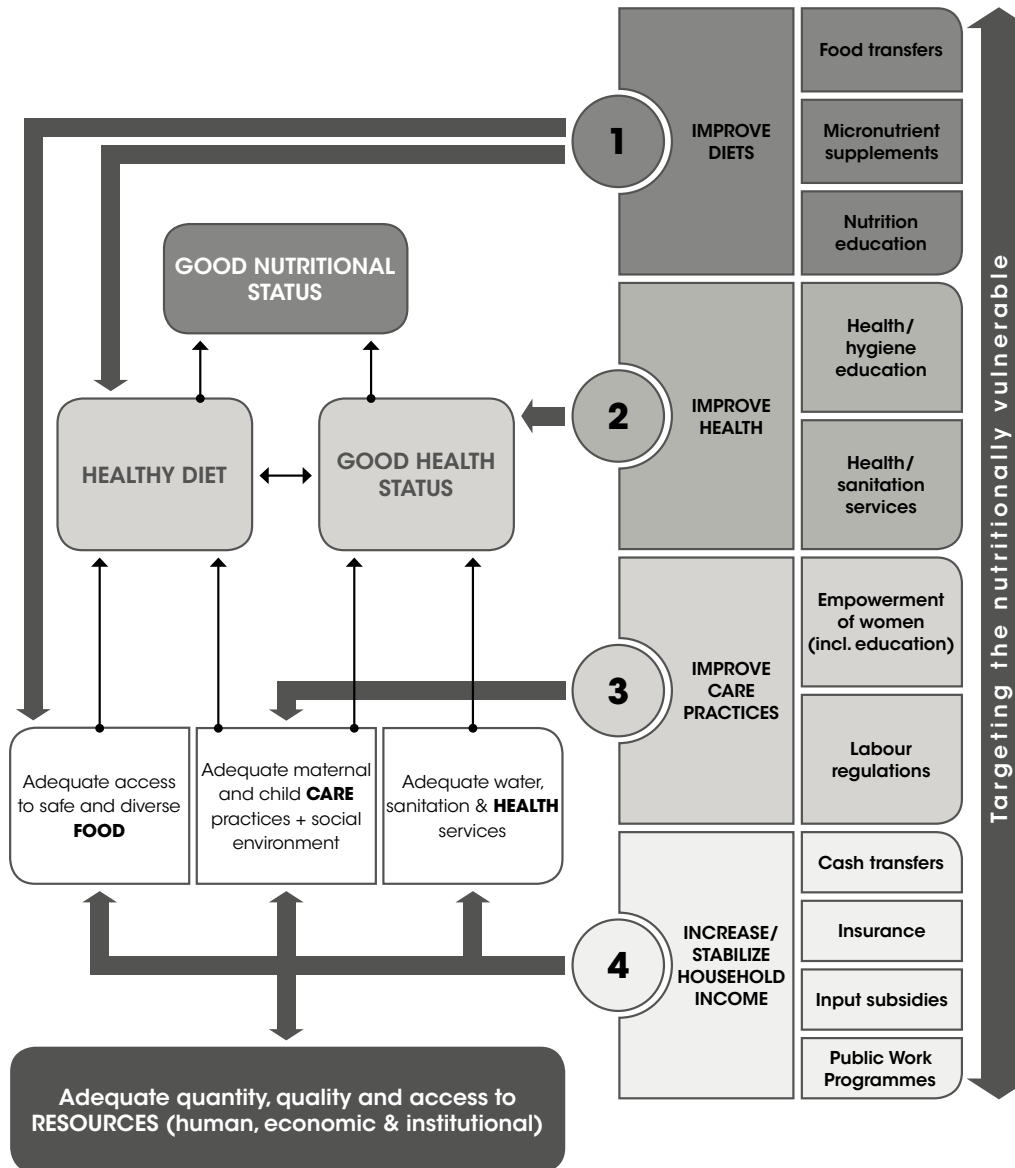 GOOD NUTRITIONAL
STATUS
HEALTHY DIET
GOOD HEALTH
STATUS
Adequate access
to safe and diverse
FOOD
Adequate maternal
and child CARE
practices + social
environment
Adequate water,
sanitation & HEALTH
services
Adequate quantity, quality and access to
RESOURCES (human, economic & institutional)
1
IMPROVE
DIETS
Food transfers
Micronutrient
supplements
Nutrition
education
2
IMPROVE
HEALTH
Health/
hygiene
education
Health/
sanitation
services
3
IMPROVE
CARE
PRACTICES
Empowerment
of women
(incl. education)
Labour
regulations
4
INCREASE/
STABILIZE
HOUSEHOLD
INCOME
Cash transfers
Insurance
Input subsidies
Public Work
Programmes
Targeting the nutritionally vulnerable